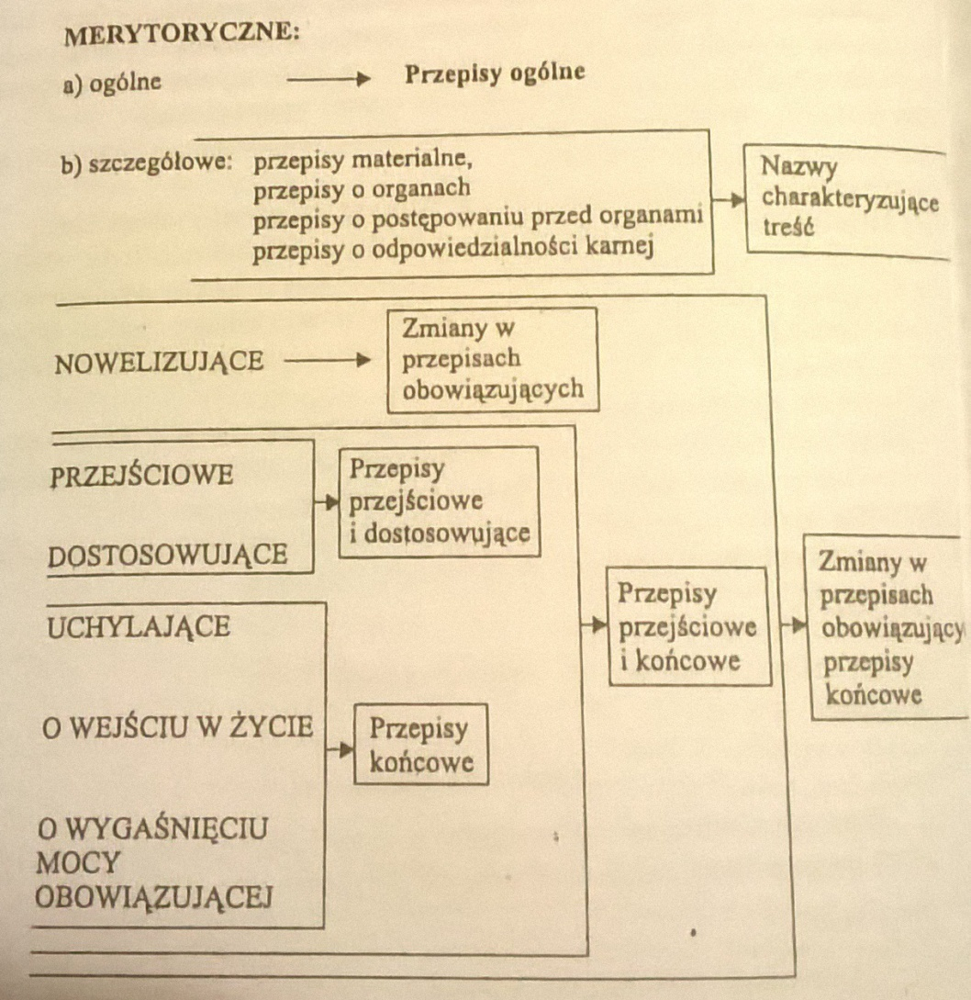 MERYTORYCZNE:
a) ogólne
Przepisy ogólne
b) szczegółowe: przepisy materialne,
przepisy o organach
przepisy o postępowaniu przed organami
przepisy o odpowiedzialności karnej
Nazwy
charakteryzujące
treść
NOWELIZUJĄCE
Zmiany w
przepisach
obowiązujących
PRZEJŚCIOWE
DOSTOSOWUJĄCE
Przepisy
przejściowe
i dostosowujące
UCHYLAJĄCE
O WEJŚCIU W ŻYCIE
O WYGAŚNIĘCIU
MOCY
OBOWIĄZUJĄCEJ
Przepisy
końcowe
Przepisy
przejściowe
i końcowe
Zmiany w
przepisach
obowiązujący
przepisy
końcowe